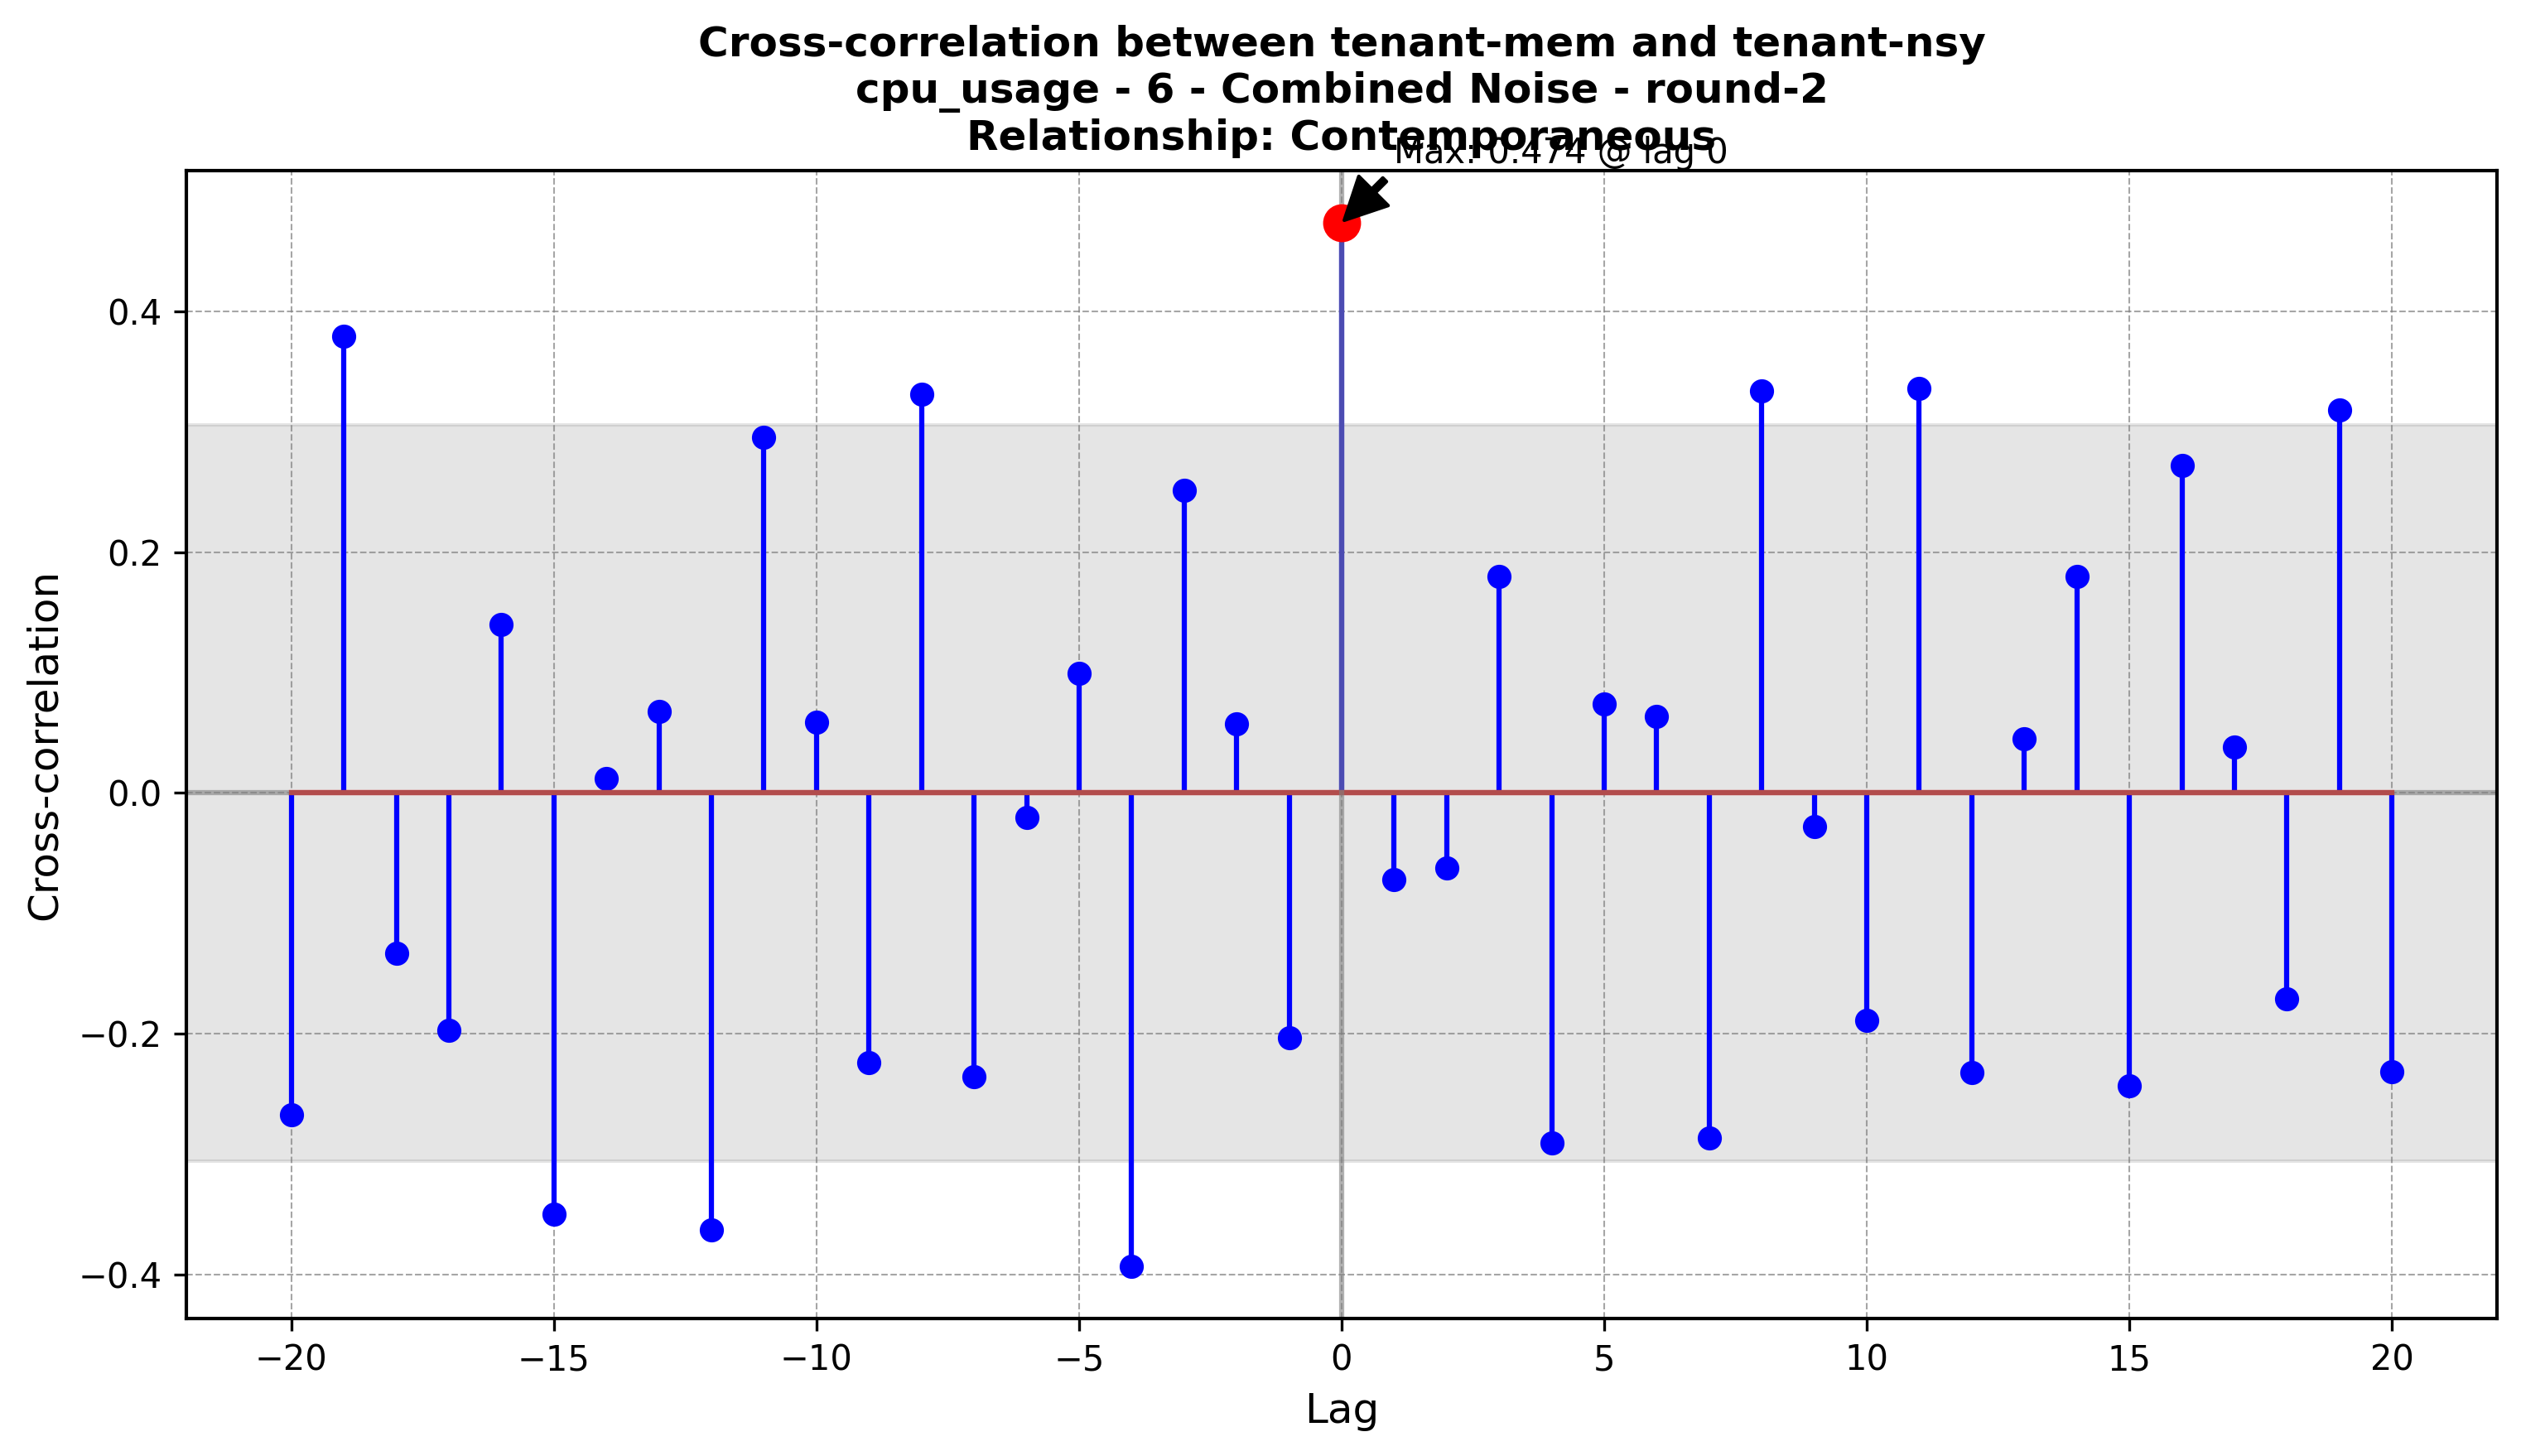 Cross-correlation between tenant-mem and tenant-nsy
cpu_usage - 6 - Combined Noise - round-2
Relationship: Contemporaneous
Max: 0.474 @ lag 0
0.4
0.2
0.0
−0.2
−0.4
Cross-correlation
−20 −15 −10 −5 0 5 10 15 20
Lag